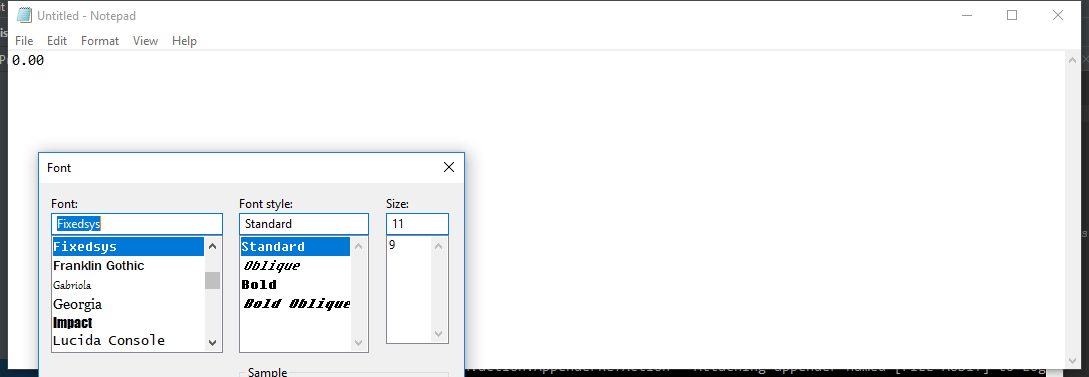 Untitled - Notepad
File Edit Format View Help
0.00
Font
Font: Font style: Size:
Fixedsys Standard 11
Fixedsys Standard 9
Franklin Gothic Oblique
Gabriola Bold
Georgia Bold Oblique
Impact
Lucida Console
Sample